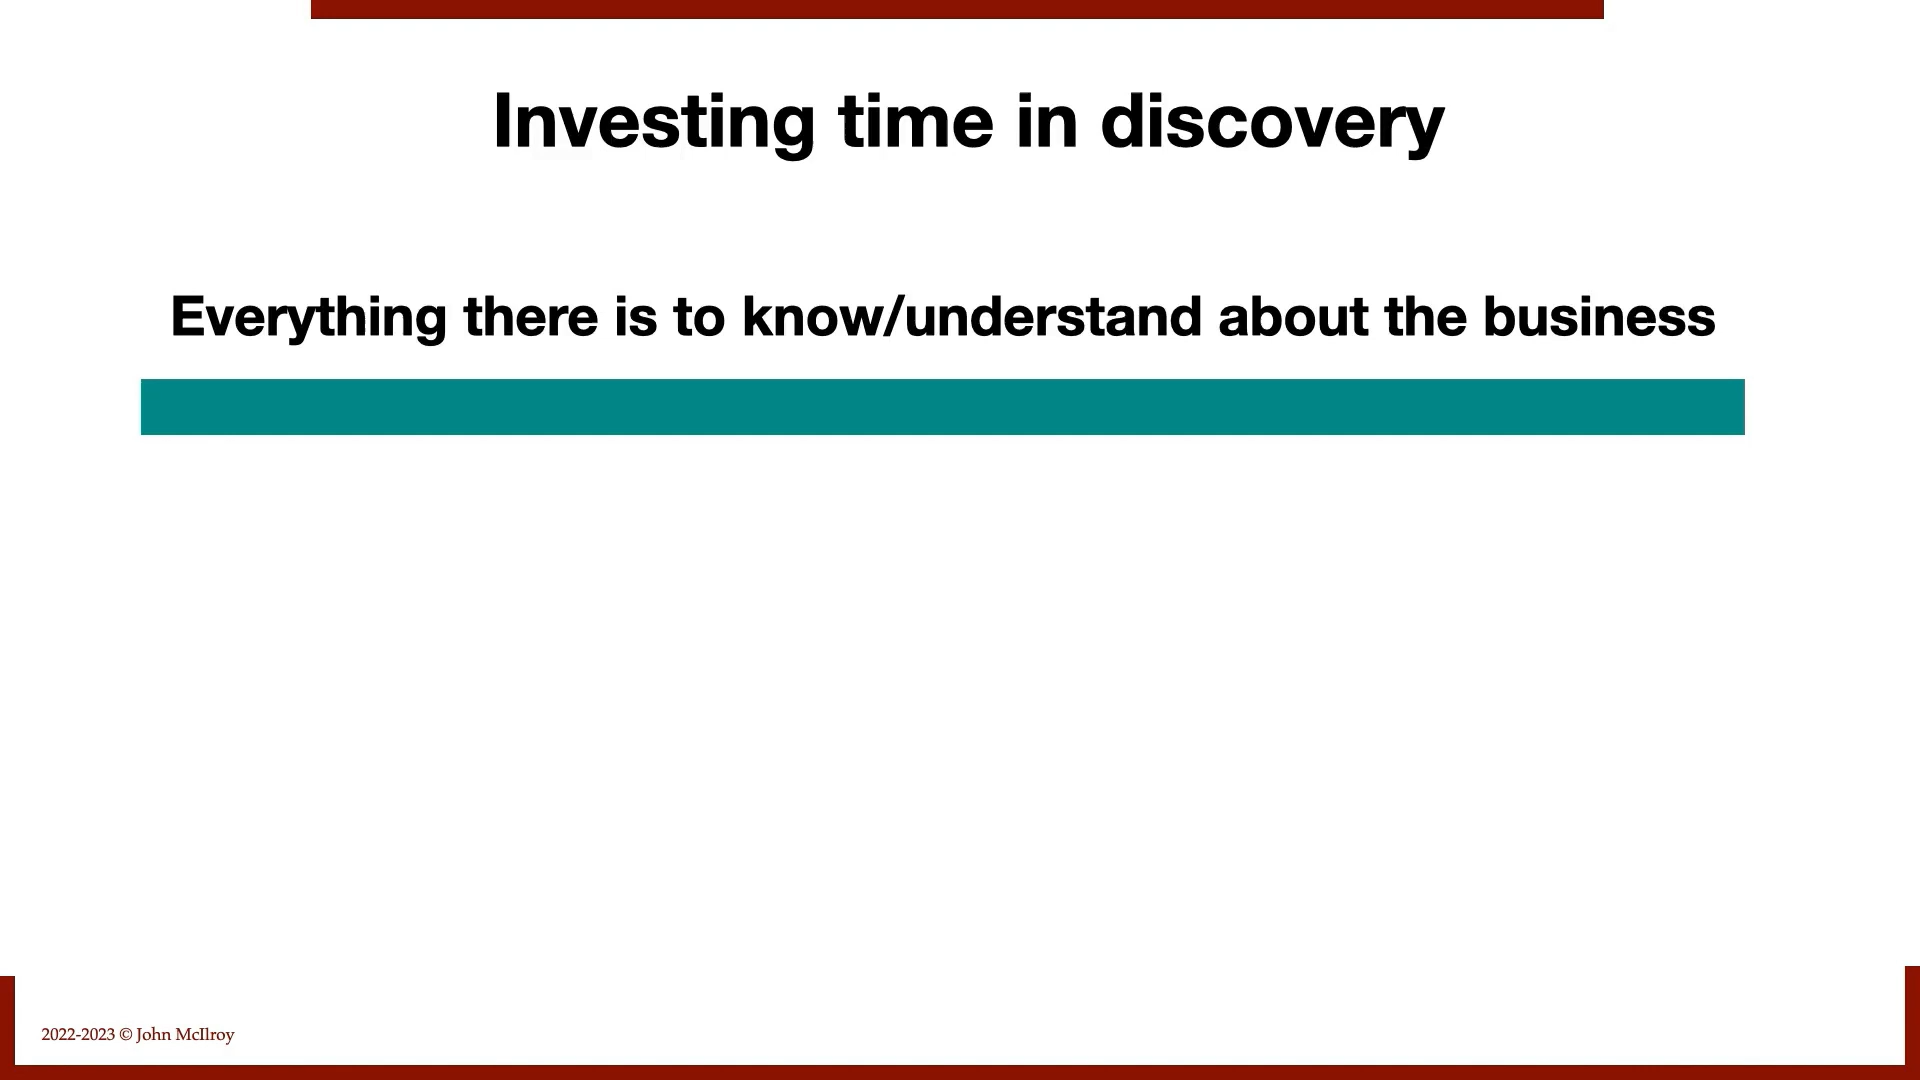 Investing time in discovery
Everything there is to know/understand about the business
2022-2023 © John McIlroy